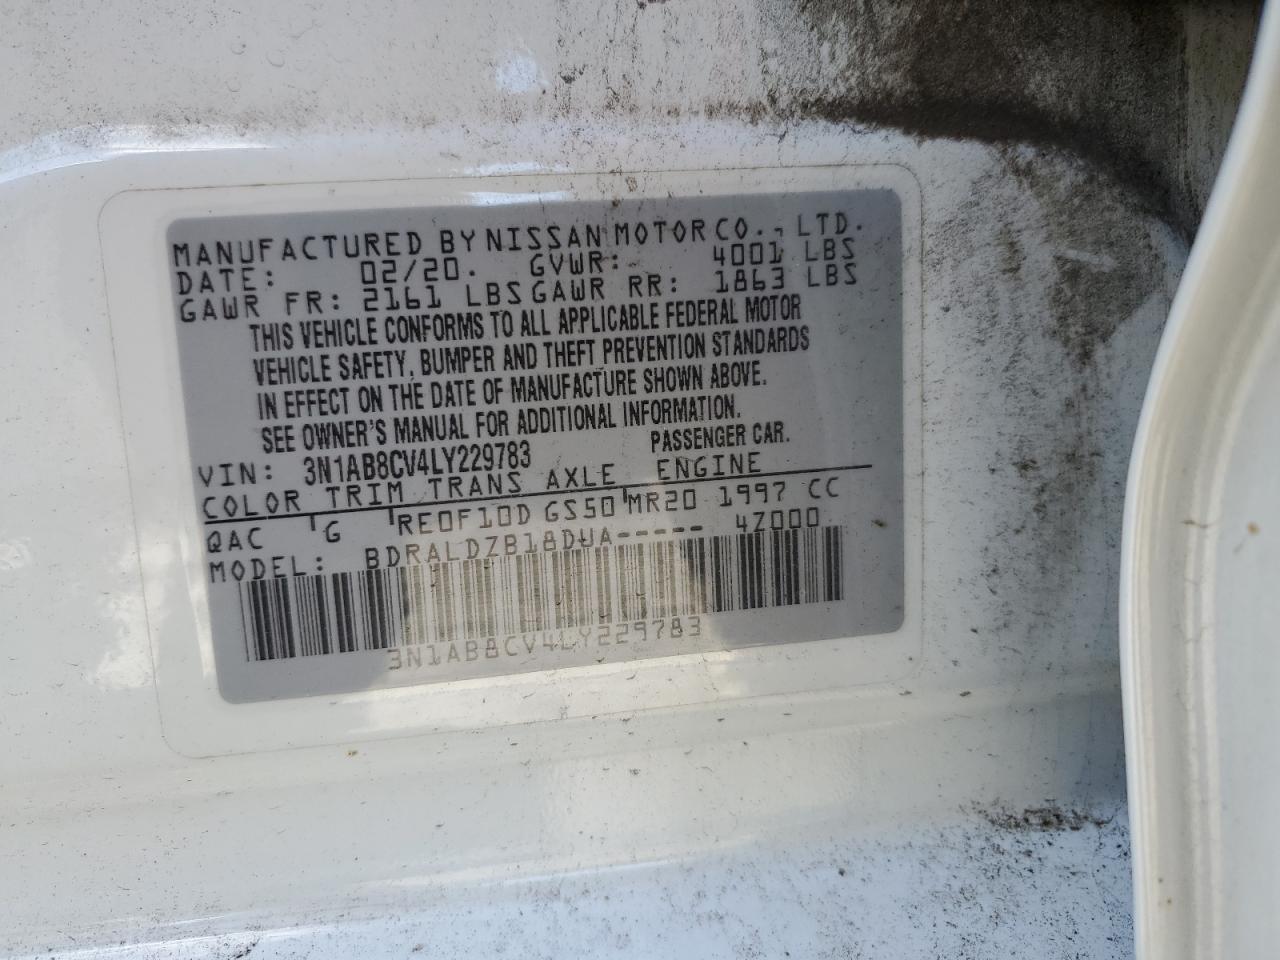 MANUFACTURED BY NISSAN MOTOR CO., LTD.
DATE: 02/20. GVWR: 4001 LBS
GAWR FR: 2161 LBS GAWR RR: 1863 LBS
THIS VEHICLE CONFORMS TO ALL APPLICABLE FEDERAL MOTOR
VEHICLE SAFETY, BUMPER AND THEFT PREVENTION STANDARDS
IN EFFECT ON THE DATE OF MANUFACTURE SHOWN ABOVE.
SEE OWNER'S MANUAL FOR ADDITIONAL INFORMATION.
VIN: 3N1AB8CV4LY229783 PASSENGER CAR.
COLOR TRIM TRANS AXLE ENGINE
QAC G RE0F10D GS50 MR20 1997 CC
MODEL: BDRALDZB18DUA----- 4Z000
3N1AB8CV4LY229783